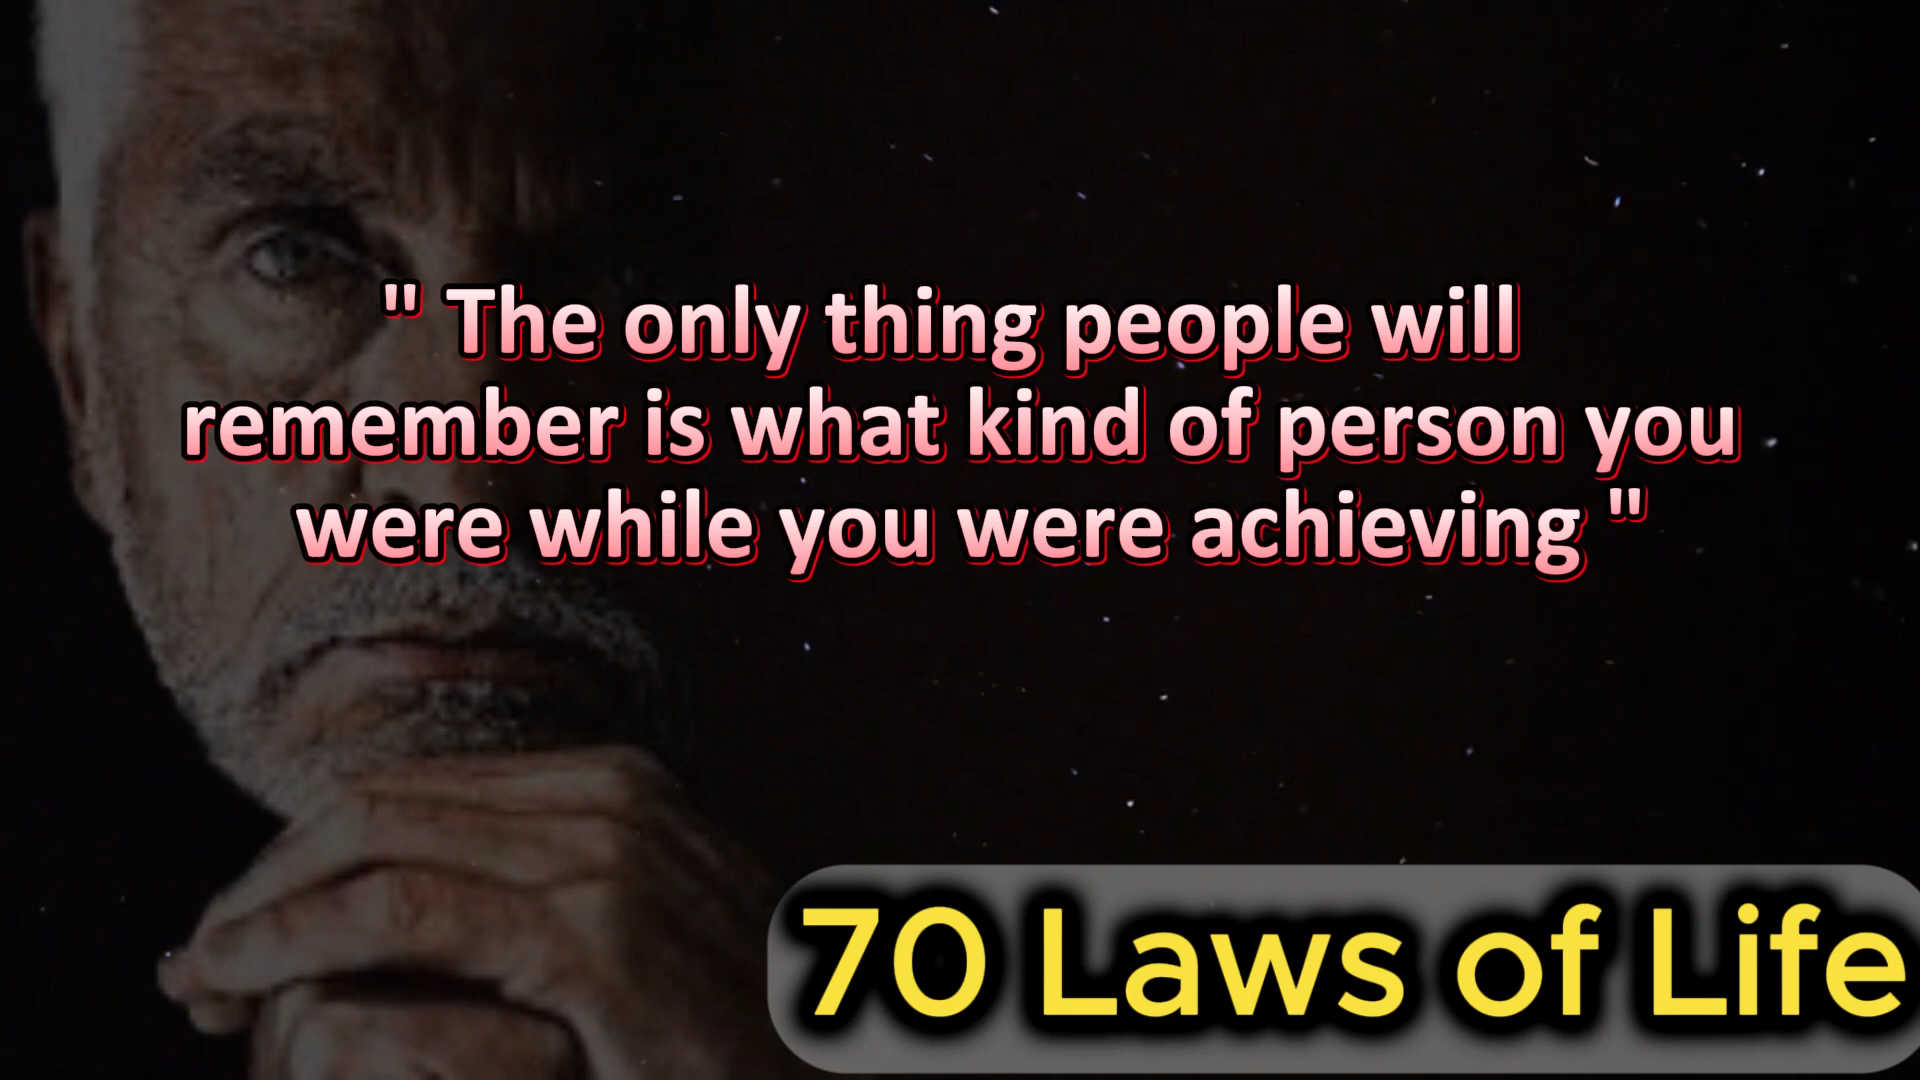 " The only thing people will
remember is what kind of person you
were while you were achieving "
70 Laws of Life